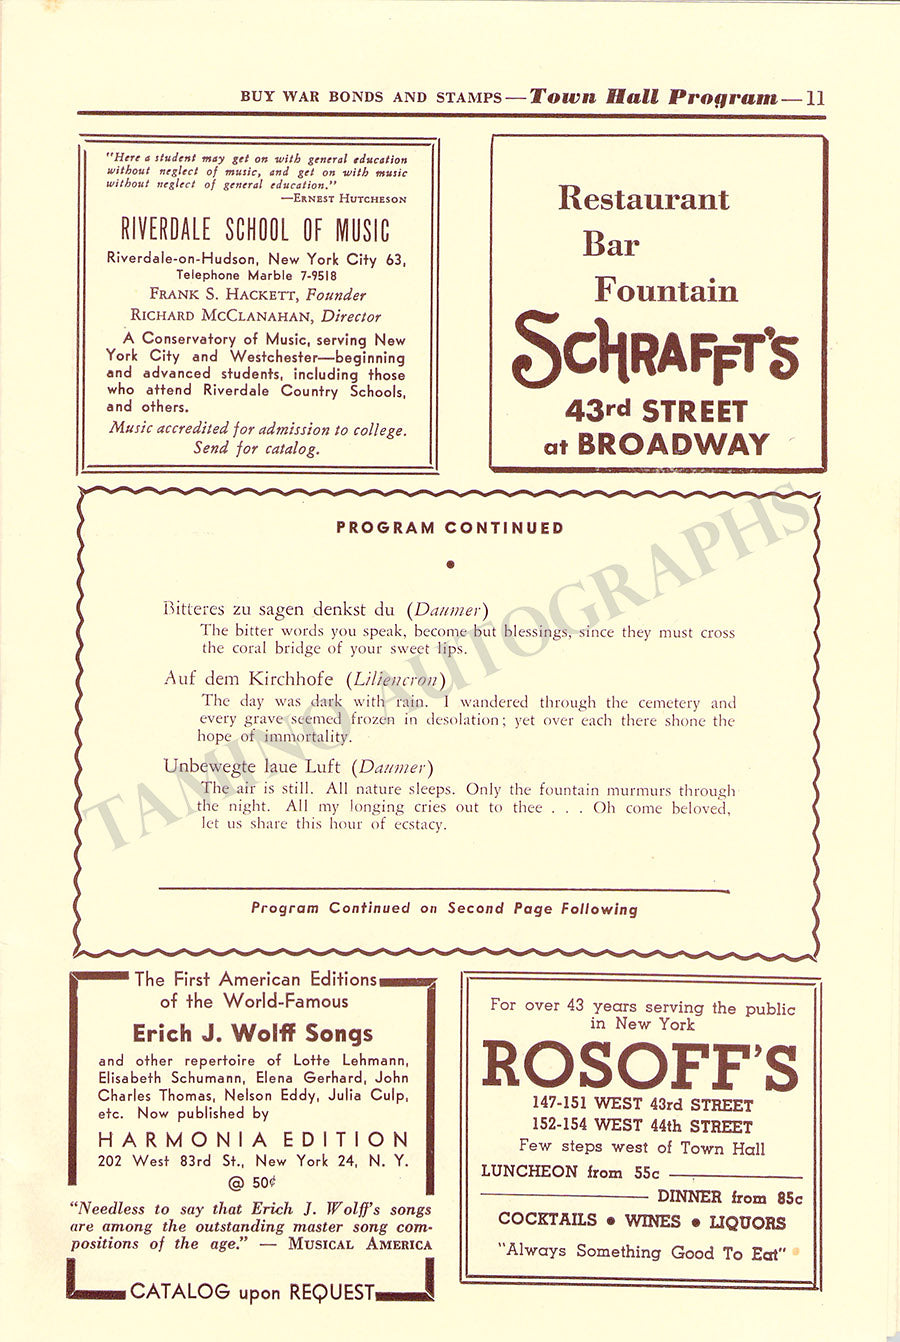 BUY WAR BONDS AND STAMPS—Town Hall Program—11
"Here a student may get on with general education
without neglect of music, and get on with music
without neglect of general education."
—ERNEST HUTCHESON
RIVERDALE SCHOOL OF MUSIC
Riverdale-on-Hudson, New York City 63,
Telephone Marble 7-9518
FRANK S. HACKETT, Founder
RICHARD MCCLANAHAN, Director
A Conservatory of Music, serving New
York City and Westchester—beginning
and advanced students, including those
who attend Riverdale Country Schools,
and others.
Music accredited for admission to college.
Send for catalog.
Restaurant
Bar
Fountain
SCHRAFFT'S
43rd STREET
at BROADWAY
PROGRAM CONTINUED
•
Bitteres zu sagen denkst du (Daumer)
The bitter words you speak, become but blessings, since they must cross
the coral bridge of your sweet lips.
Auf dem Kirchhofe (Liliencron)
The day was dark with rain. I wandered through the cemetery and
every grave seemed frozen in desolation; yet over each there shone the
hope of immortality.
Unbewegte laue Luft (Daumer)
The air is still. All nature sleeps. Only the fountain murmurs through
the night. All my longing cries out to thee . . . Oh come beloved,
let us share this hour of ecstacy.
Program Continued on Second Page Following
TAMINO AUTOGRAPHS
The First American Editions
of the World-Famous
Erich J. Wolff Songs
and other repertoire of Lotte Lehmann,
Elisabeth Schumann, Elena Gerhard, John
Charles Thomas, Nelson Eddy, Julia Culp,
etc. Now published by
HARMONIA EDITION
202 West 83rd St., New York 24, N. Y.
@ 50¢
"Needless to say that Erich J. Wolff's songs
are among the outstanding master song com-
positions of the age." — MUSICAL AMERICA
CATALOG upon REQUEST
For over 43 years serving the public
in New York
ROSOFF'S
147-151 WEST 43rd STREET
152-154 WEST 44th STREET
Few steps west of Town Hall
LUNCHEON from 55c
DINNER from 85c
COCKTAILS • WINES • LIQUORS
"Always Something Good To Eat"